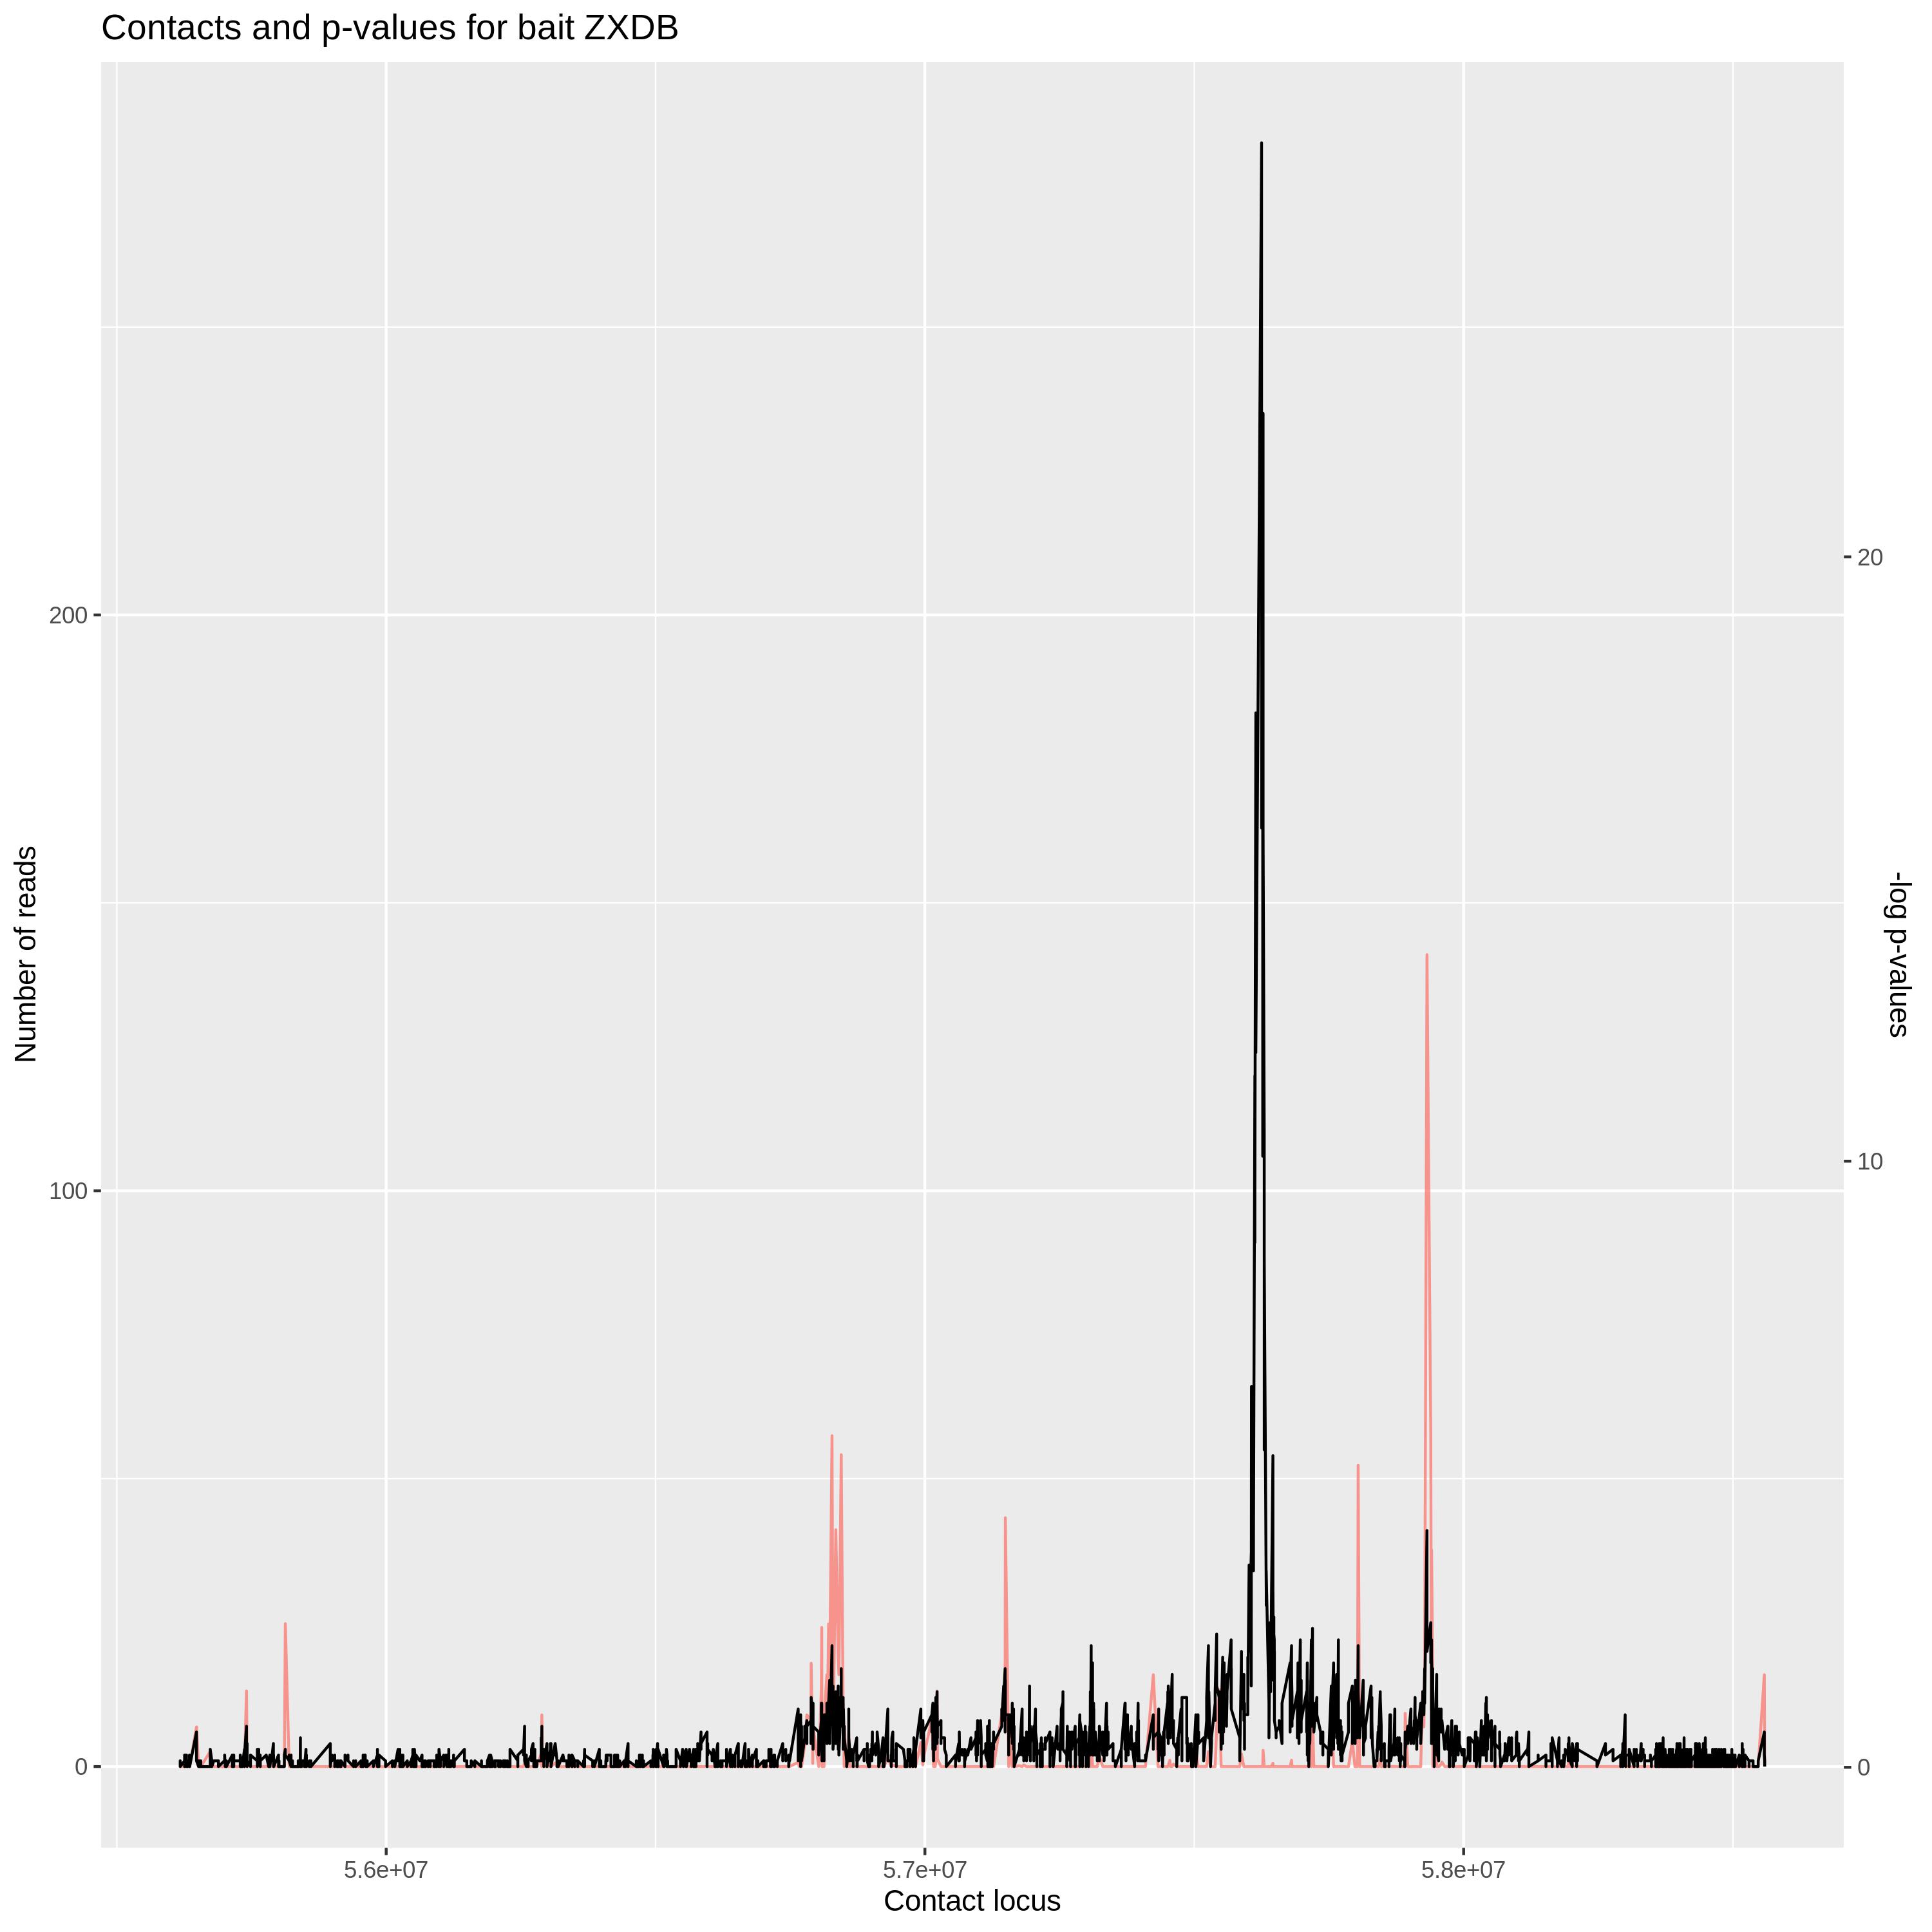 Contacts and p-values for bait ZXDB
Number of reads
200
100
0
20
10
0
-log p-values
5.6e+07
5.7e+07
5.8e+07
Contact locus